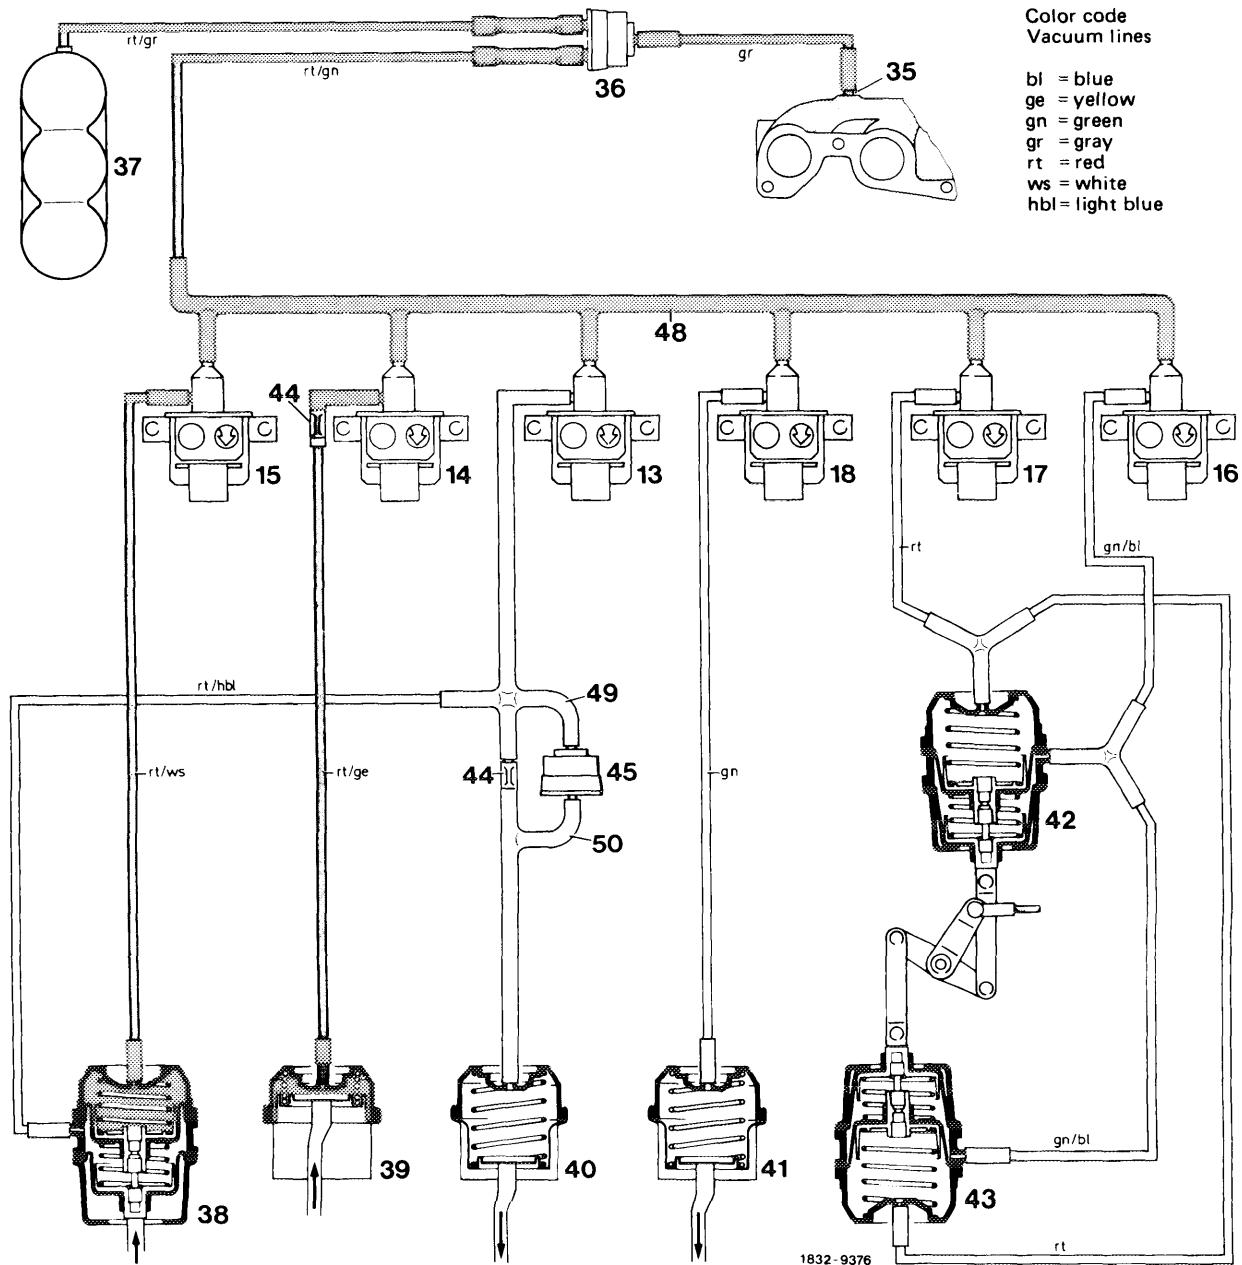 Color code
Vacuum lines
bl = blue
ge = yellow
gn = green
gr = gray
rt = red
ws = white
hbl = light blue
rt/gr
rt/gn
gr
35
36
37
48
44
15
14
13
18
17
16
rt
gn/bl
rt/hbl
49
rt/ws
rt/ge
44
45
gn
42
50
38
39
40
41
43
gn/bl
rt
1832-9376